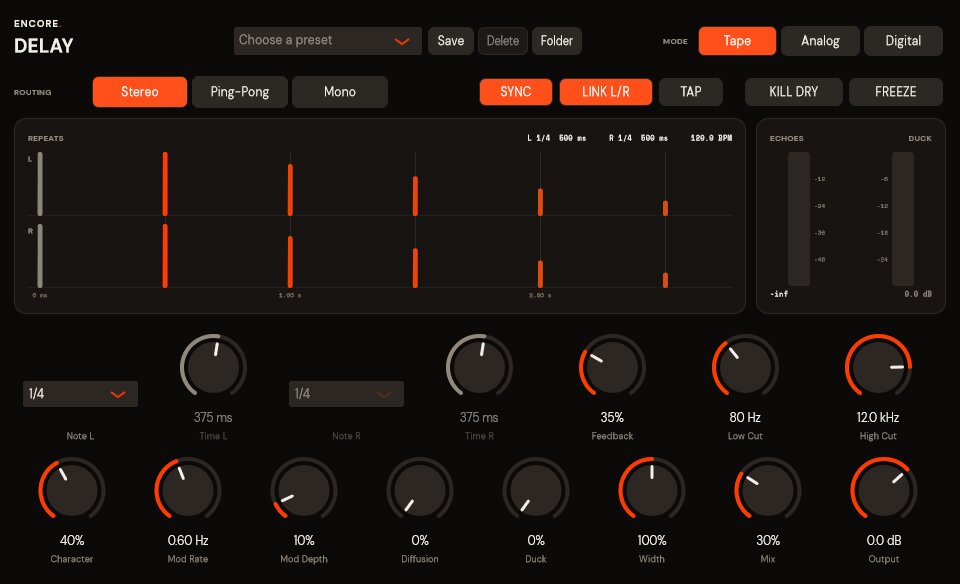 ENCORE.
DELAY
Choose a preset
Save
Delete
Folder
MODE
Tape
Analog
Digital
ROUTING
Stereo
Ping-Pong
Mono
SYNC
LINK L/R
TAP
KILL DRY
FREEZE
REPEATS
L 1/4 500 ms R 1/4 500 ms 120.0 BPM
L
R
0 ms
1.00 s
2.00 s
ECHOES
DUCK
-12
-24
-36
-48
-6
-12
-18
-24
-inf
0.0 dB
1/4
Note L
375 ms
Time L
1/4
Note R
375 ms
Time R
35%
Feedback
80 Hz
Low Cut
12.0 kHz
High Cut
40%
Character
0.60 Hz
Mod Rate
10%
Mod Depth
0%
Diffusion
0%
Duck
100%
Width
30%
Mix
0.0 dB
Output